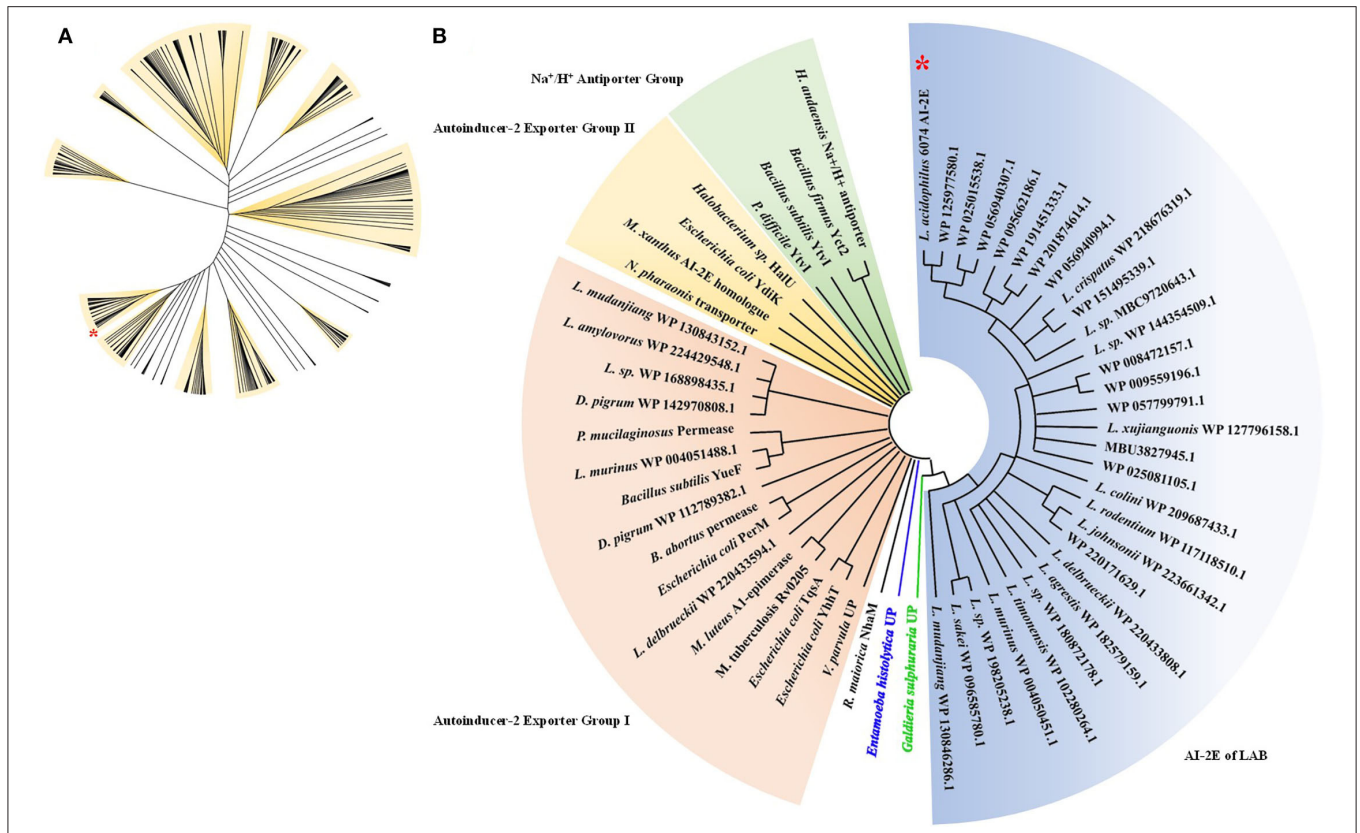 A
B
Na⁺/H⁺ Antiporter Group
Autoinducer-2 Exporter Group II
Autoinducer-2 Exporter Group I
AI-2E of LAB
*
*
H. andaensis Na+/H+ antiporter
Bacillus firmus Yct2
Bacillus subtilis YtvI
P. difficile YtvI
Halobacterium sp. HalU
Escherichia coli YdiK
M. xanthus AI-2E homologue
N. pharaonis transporter
L. mudanjiang WP 130843152.1
L. amylovorus WP 224429548.1
L. sp. WP 168898435.1
D. pigrum WP 142970808.1
P. mucilaginosus Permease
L. murinus WP 004051488.1
Bacillus subtilis YueF
D. pigrum WP 112789382.1
B. abortus permease
Escherichia coli PerM
L. delbrueckii WP 220433594.1
M. luteus A1-epimerase
M. tuberculosis Rv0205
Escherichia coli TqsA
Escherichia coli YhhT
V. parvula UP
R. maiorica NhaM
Entamoeba histolytica UP
Galdieria sulphuraria UP
L. acidophilus 6074 AI-2E
WP 125977580.1
WP 025015538.1
WP 056940307.1
WP 095662186.1
WP 191451333.1
WP 201874614.1
WP 056940994.1
L. crispatus WP 218676319.1
WP 151495339.1
L. sp. MBC9720643.1
L. sp. WP 144354509.1
WP 008472157.1
WP 009559196.1
WP 057799791.1
L. xujianguonis WP 127796158.1
MBU3827945.1
WP 025081105.1
L. colini WP 209687433.1
L. rodentium WP 117118510.1
L. johnsonii WP 223661342.1
WP 220171629.1
L. delbrueckii WP 220433808.1
L. agrestis WP 182579159.1
L. sp. WP 180872178.1
L. timonensis WP 102280264.1
L. murinus WP 004050451.1
L. sp. WP 198205238.1
L. sakei WP 096585780.1
L. mudanjiang WP 130846286.1